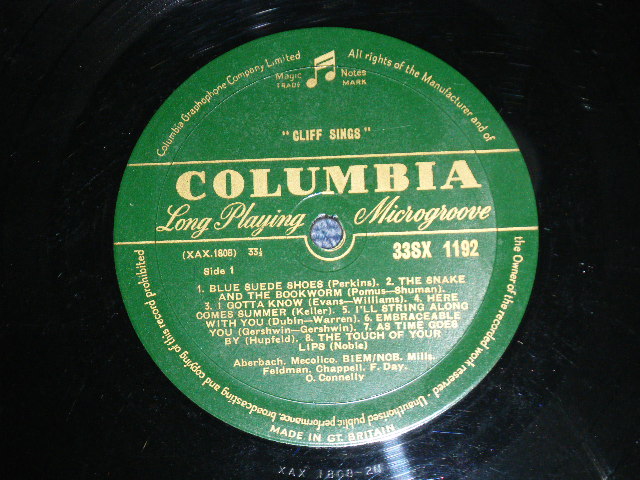 Columbia Graphophone Company Limited
All rights of the Manufacturer and of
the Owner of the recorded work reserved · Unauthorised public performance, broadcasting and copying of this record prohibited
Magic Notes
TRADE MARK
"CLIFF SINGS"
COLUMBIA
Long Playing Microgroove
(XAX.1808) 33⅓
33SX 1192
Side 1
1. BLUE SUEDE SHOES (Perkins). 2. THE SNAKE
AND THE BOOKWORM (Pomus—Shuman).
3. I GOTTA KNOW (Evans—Williams). 4. HERE
COMES SUMMER (Keller). 5. I'LL STRING ALONG
WITH YOU (Dubin—Warren). 6. EMBRACEABLE
YOU (Gershwin—Gershwin). 7. AS TIME GOES
BY (Hupfeld). 8. THE TOUCH OF YOUR
LIPS (Noble)
Aberbach. Mecolico. BIEM/NCB. Mills.
Feldman. Chappell. F. Day.
C. Connelly
MADE IN GT. BRITAIN
XAX 1808-2N